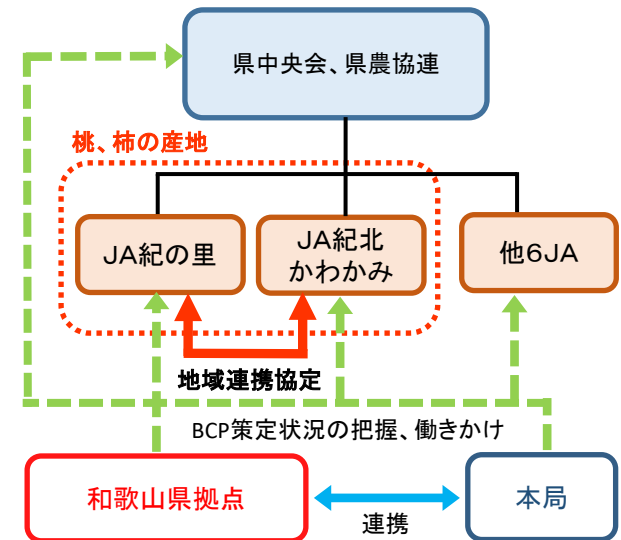 県中央会、県農協連
桃、柿の産地
JA紀の里
JA紀北
かわかみ
他6JA
地域連携協定
BCP策定状況の把握、働きかけ
和歌山県拠点
連携
本局